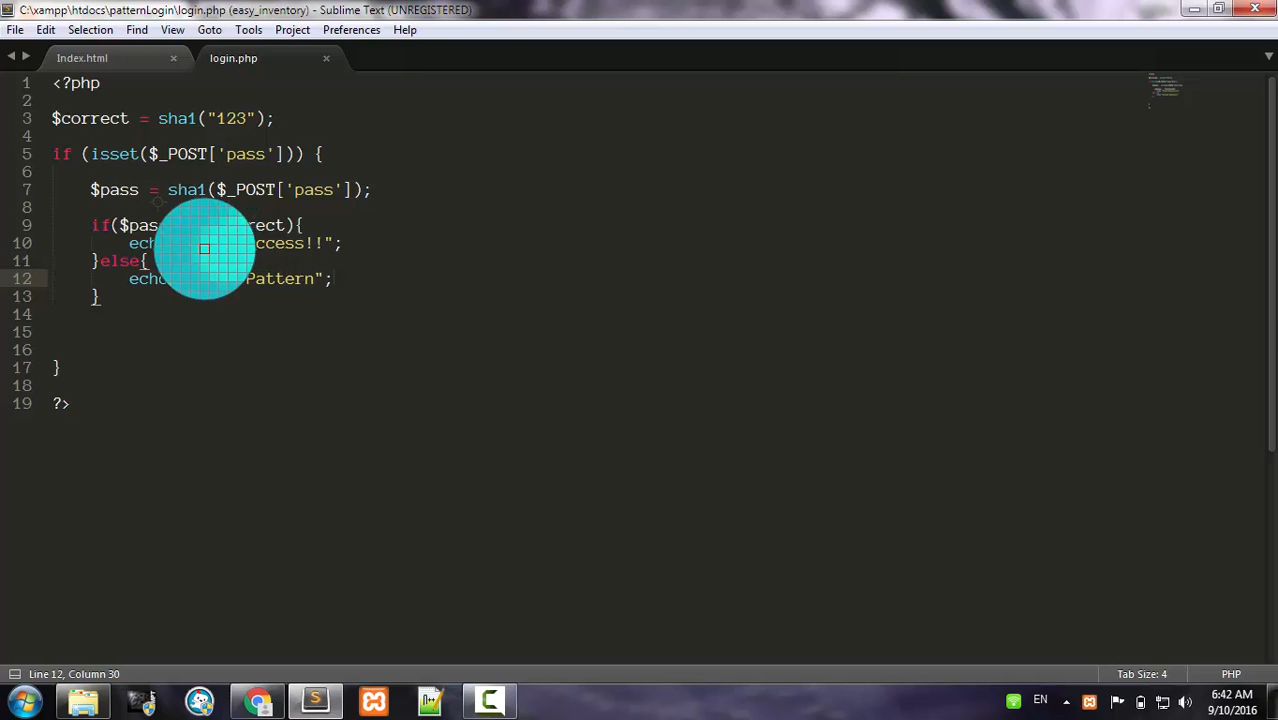 C:\xampp\htdocs\patternLogin\login.php (easy_inventory) - Sublime Text (UNREGISTERED)
File Edit Selection Find View Goto Tools Project Preferences Help
Index.html × login.php ×
1 <?php
2
3 $correct = sha1("123");
4
5 if (isset($_POST['pass'])) {
6
7 $pass = sha1($_POST['pass']);
8
9 if($pas rect){
10 ech ccess!!";
11 }else{
12 echo Pattern";
13 }
14
15
16
17 }
18
19 ?>
Line 12, Column 30 Tab Size: 4 PHP
EN 6:42 AM
9/10/2016